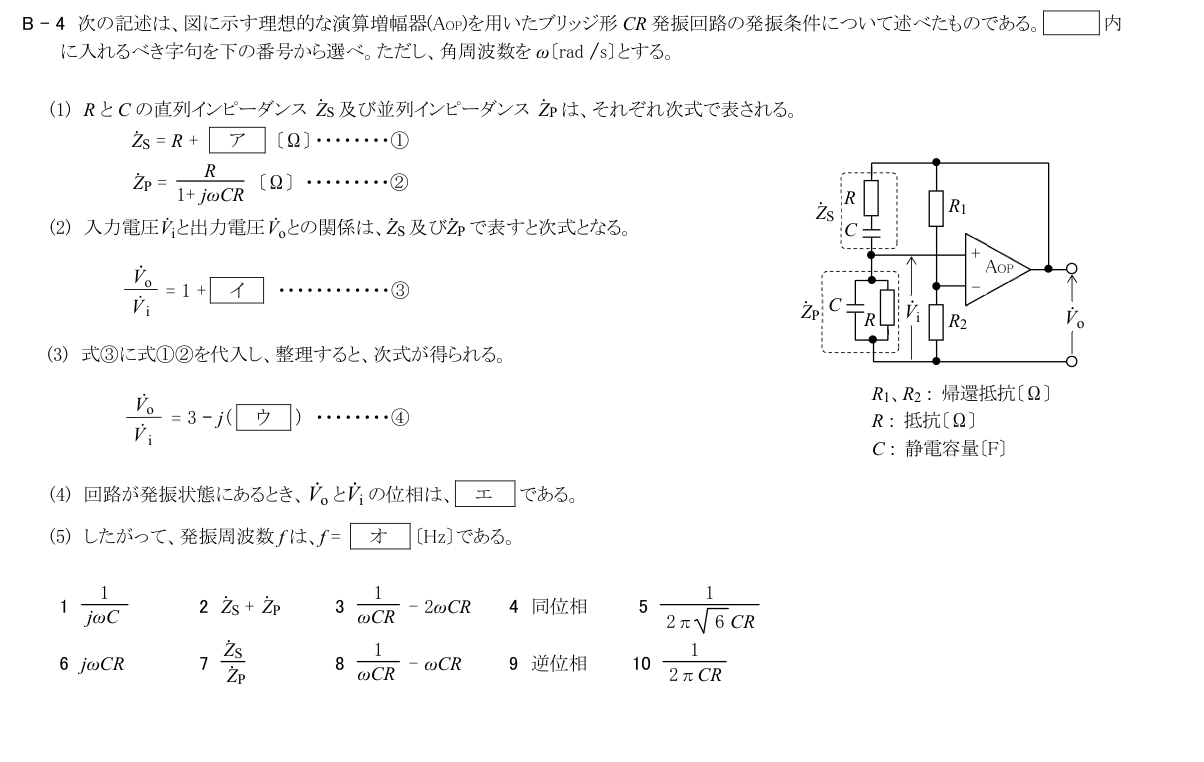 B - 4 次の記述は、図に示す理想的な演算増幅器(AOP)を用いたブリッジ形 CR 発振回路の発振条件について述べたものである。□内
に入れるべき字句を下の番号から選べ。ただし、角周波数を ω〔rad /s〕とする。
(1) R と C の直列インピーダンス ŻS 及び並列インピーダンス ŻP は、それぞれ次式で表される。
ŻS = R + ア 〔Ω〕・・・・・・・・①
ŻP = R/(1+ jωCR) 〔Ω〕 ・・・・・・・・・②
(2) 入力電圧V̇iと出力電圧V̇oとの関係は、ŻS 及びŻP で表すと次式となる。
V̇o/V̇i = 1 + イ ・・・・・・・・・・・・③
(3) 式③に式①②を代入し、整理すると、次式が得られる。
V̇o/V̇i = 3 − j( ウ ) ・・・・・・・・④
(4) 回路が発振状態にあるとき、V̇oとV̇i の位相は、 エ である。
(5) したがって、発振周波数 f は、f = オ 〔Hz〕である。
ŻS
R
C
R1
AOP
+
−
ŻP
C
R
V̇i
R2
V̇o
R1、R2 : 帰還抵抗〔Ω〕
R : 抵抗〔Ω〕
C : 静電容量〔F〕
1 1/(jωC) 2 ŻS + ŻP 3 1/(ωCR) − 2ωCR 4 同位相 5 1/(2π√6 CR)
6 jωCR 7 ŻS/ŻP 8 1/(ωCR) − ωCR 9 逆位相 10 1/(2πCR)